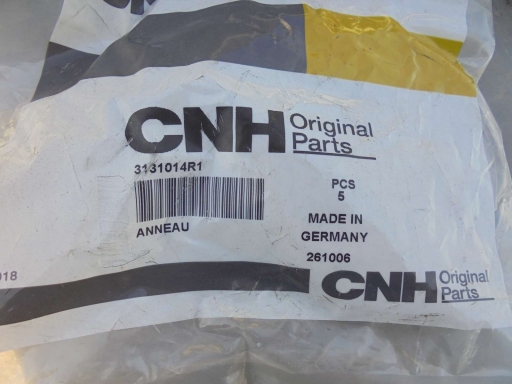 CNH Original
Parts
3131014R1
PCS
5
ANNEAU
MADE IN
GERMANY
261006
018
CNH Original
Parts